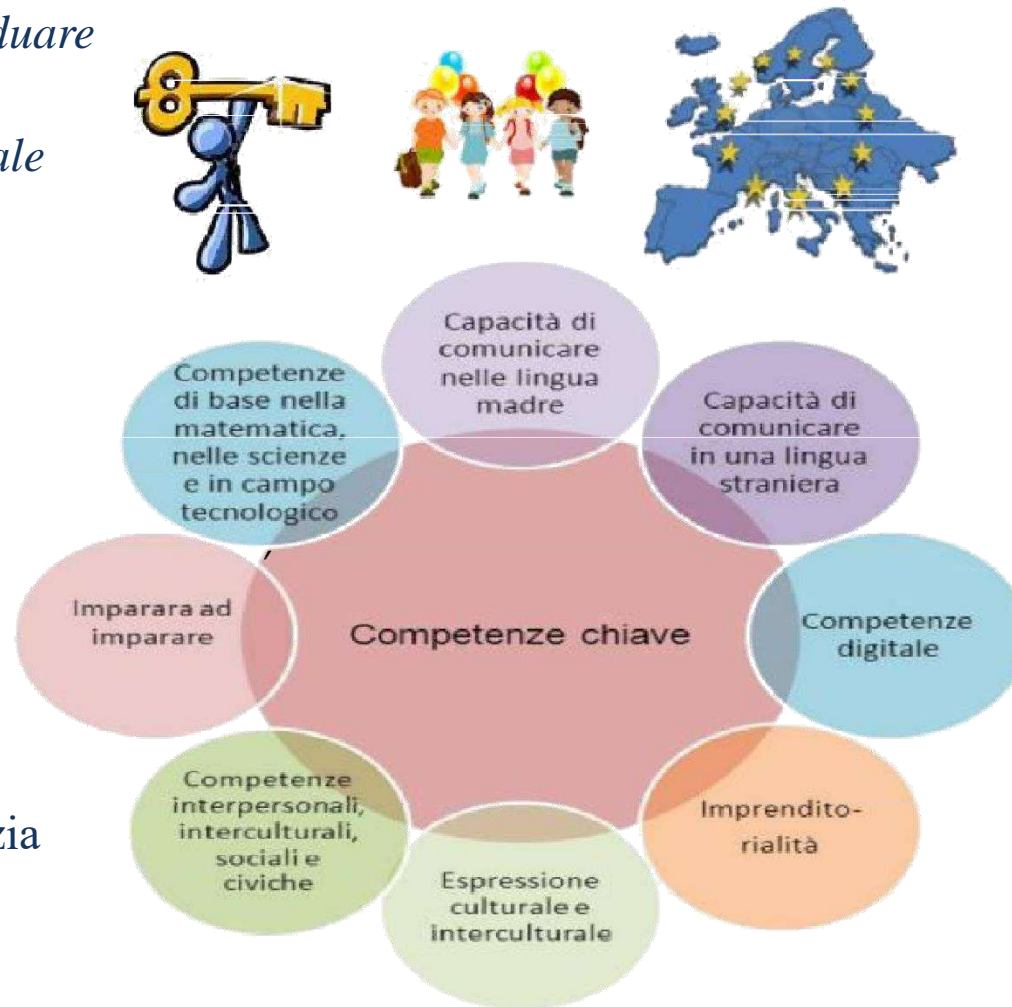 duare
ale
Capacità di
comunicare
nelle lingua
madre
Capacità di
comunicare
in una lingua
straniera
Competenze
di base nella
matematica,
nelle scienze
e in campo
tecnologico
,
Imparara ad
imparare
Competenze chiave
Competenze
digitale
Competenze
interpersonali,
interculturali,
sociali e
civiche
Imprendito-
rialità
Espressione
culturale e
interculturale
zia